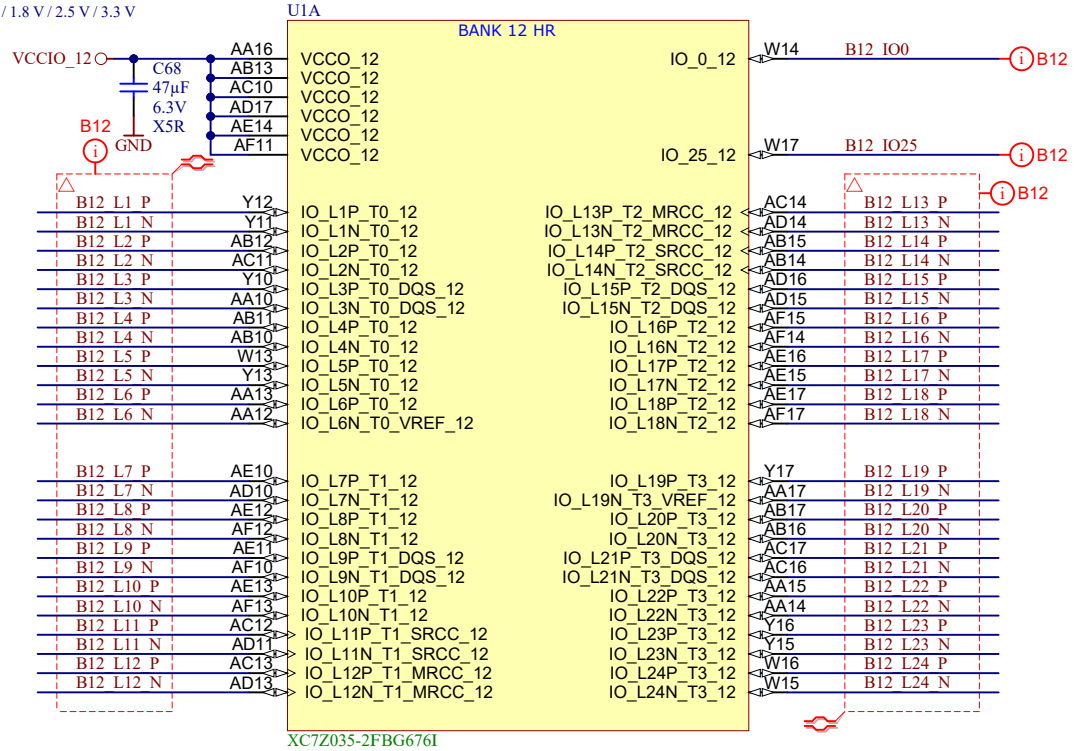 / 1.8 V / 2.5 V / 3.3 V
U1A
BANK 12 HR
VCCIO_12
AA16 VCCO_12
AB13 VCCO_12
AC10 VCCO_12
AD17 VCCO_12
AE14 VCCO_12
AF11 VCCO_12
C68
47µF
6.3V
X5R
GND
B12
i
IO_0_12 W14 B12_IO0 i B12
IO_25_12 W17 B12_IO25 i B12
i B12
B12_L1_P Y12 IO_L1P_T0_12
B12_L1_N Y11 IO_L1N_T0_12
B12_L2_P AB12 IO_L2P_T0_12
B12_L2_N AC11 IO_L2N_T0_12
B12_L3_P Y10 IO_L3P_T0_DQS_12
B12_L3_N AA10 IO_L3N_T0_DQS_12
B12_L4_P AB11 IO_L4P_T0_12
B12_L4_N AB10 IO_L4N_T0_12
B12_L5_P W13 IO_L5P_T0_12
B12_L5_N Y13 IO_L5N_T0_12
B12_L6_P AA13 IO_L6P_T0_12
B12_L6_N AA12 IO_L6N_T0_VREF_12
B12_L7_P AE10 IO_L7P_T1_12
B12_L7_N AD10 IO_L7N_T1_12
B12_L8_P AE12 IO_L8P_T1_12
B12_L8_N AF12 IO_L8N_T1_12
B12_L9_P AE11 IO_L9P_T1_DQS_12
B12_L9_N AF10 IO_L9N_T1_DQS_12
B12_L10_P AE13 IO_L10P_T1_12
B12_L10_N AF13 IO_L10N_T1_12
B12_L11_P AC12 IO_L11P_T1_SRCC_12
B12_L11_N AD11 IO_L11N_T1_SRCC_12
B12_L12_P AC13 IO_L12P_T1_MRCC_12
B12_L12_N AD13 IO_L12N_T1_MRCC_12
IO_L13P_T2_MRCC_12 AC14 B12_L13_P
IO_L13N_T2_MRCC_12 AD14 B12_L13_N
IO_L14P_T2_SRCC_12 AB15 B12_L14_P
IO_L14N_T2_SRCC_12 AB14 B12_L14_N
IO_L15P_T2_DQS_12 AD16 B12_L15_P
IO_L15N_T2_DQS_12 AD15 B12_L15_N
IO_L16P_T2_12 AF15 B12_L16_P
IO_L16N_T2_12 AF14 B12_L16_N
IO_L17P_T2_12 AE16 B12_L17_P
IO_L17N_T2_12 AE15 B12_L17_N
IO_L18P_T2_12 AE17 B12_L18_P
IO_L18N_T2_12 AF17 B12_L18_N
IO_L19P_T3_12 Y17 B12_L19_P
IO_L19N_T3_VREF_12 AA17 B12_L19_N
IO_L20P_T3_12 AB17 B12_L20_P
IO_L20N_T3_12 AB16 B12_L20_N
IO_L21P_T3_DQS_12 AC17 B12_L21_P
IO_L21N_T3_DQS_12 AC16 B12_L21_N
IO_L22P_T3_12 AA15 B12_L22_P
IO_L22N_T3_12 AA14 B12_L22_N
IO_L23P_T3_12 Y16 B12_L23_P
IO_L23N_T3_12 Y15 B12_L23_N
IO_L24P_T3_12 W16 B12_L24_P
IO_L24N_T3_12 W15 B12_L24_N
XC7Z035-2FBG676I